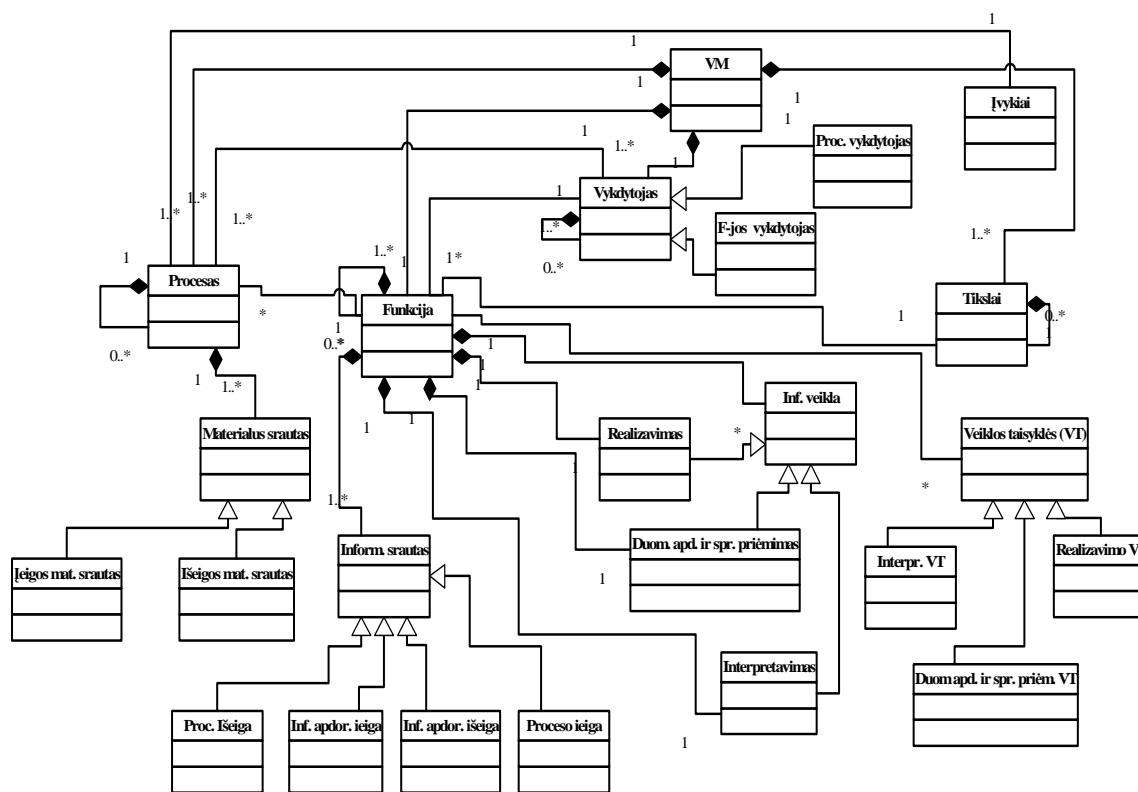 1
1
VM
1
Įvykiai
1
1
1
1..*
Proc. vykdytojas
1
1..*
1..*
1..*
1
Vykdytojas
1..*
F-jos vykdytojas
1..*
1..*
1
Procesas
0..*
1
1*
Tikslai
Funkcija
*
1
0..*
1
0..*
1
0..*
1
1
1
1..*
1
Inf. veikla
Materialus srautas
1
1
Realizavimas
*
Veiklos taisyklės (VT)
1
*
1..*
Inform. srautas
Duom. apd. ir spr. priėmimas
Realizavimo V
Įeigos mat. srautas
Išeigos mat. srautas
Interpr. VT
1
Interpretavimas
Duom apd. ir spr. priėm. VT
Proc. Išeiga
Inf. apdor. ieiga
Inf. apdor. išeiga
Proceso ieiga
1